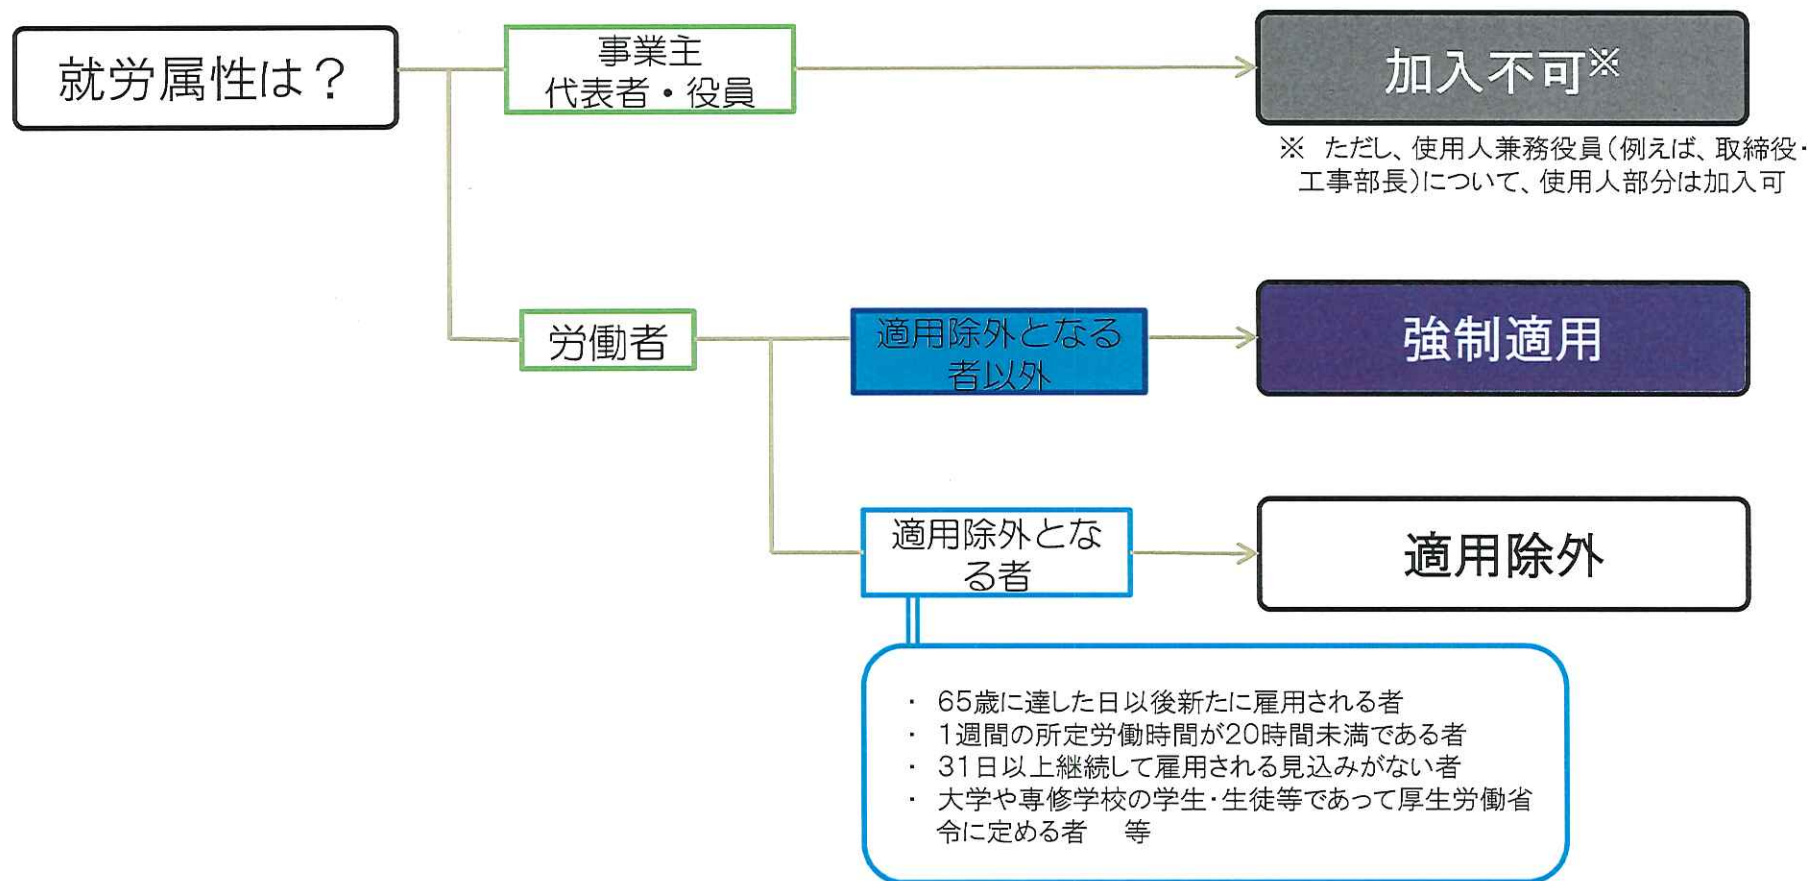 就労属性は？
事業主
代表者・役員
加入不可※
※ ただし、使用人兼務役員（例えば、取締役・
工事部長）について、使用人部分は加入可
労働者
適用除外となる
者以外
強制適用
適用除外とな
る者
適用除外
・ 65歳に達した日以後新たに雇用される者
・ 1週間の所定労働時間が20時間未満である者
・ 31日以上継続して雇用される見込みがない者
・ 大学や専修学校の学生・生徒等であって厚生労働省
令に定める者 等